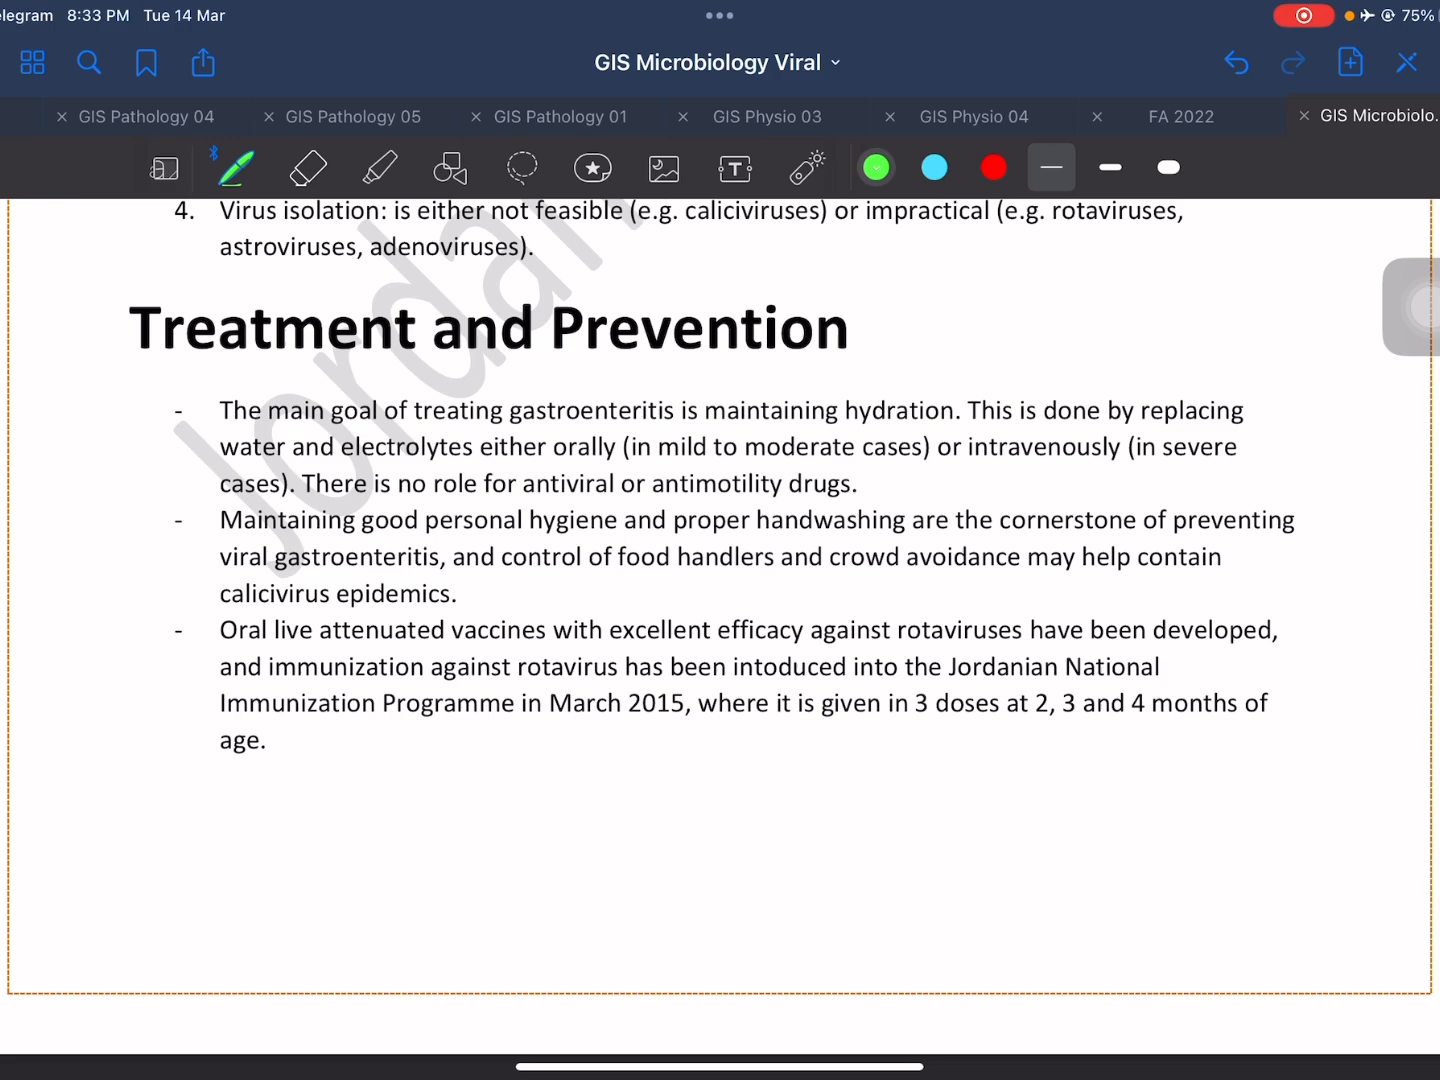 elegram 8:33 PM Tue 14 Mar 75%
GIS Microbiology Viral
GIS Pathology 04 GIS Pathology 05 GIS Pathology 01 GIS Physio 03 GIS Physio 04 FA 2022 GIS Microbiolo.
4. Virus isolation: is either not feasible (e.g. caliciviruses) or impractical (e.g. rotaviruses,
astroviruses, adenoviruses).
Jordan
Treatment and Prevention
- The main goal of treating gastroenteritis is maintaining hydration. This is done by replacing
water and electrolytes either orally (in mild to moderate cases) or intravenously (in severe
cases). There is no role for antiviral or antimotility drugs.
- Maintaining good personal hygiene and proper handwashing are the cornerstone of preventing
viral gastroenteritis, and control of food handlers and crowd avoidance may help contain
calicivirus epidemics.
- Oral live attenuated vaccines with excellent efficacy against rotaviruses have been developed,
and immunization against rotavirus has been intoduced into the Jordanian National
Immunization Programme in March 2015, where it is given in 3 doses at 2, 3 and 4 months of
age.